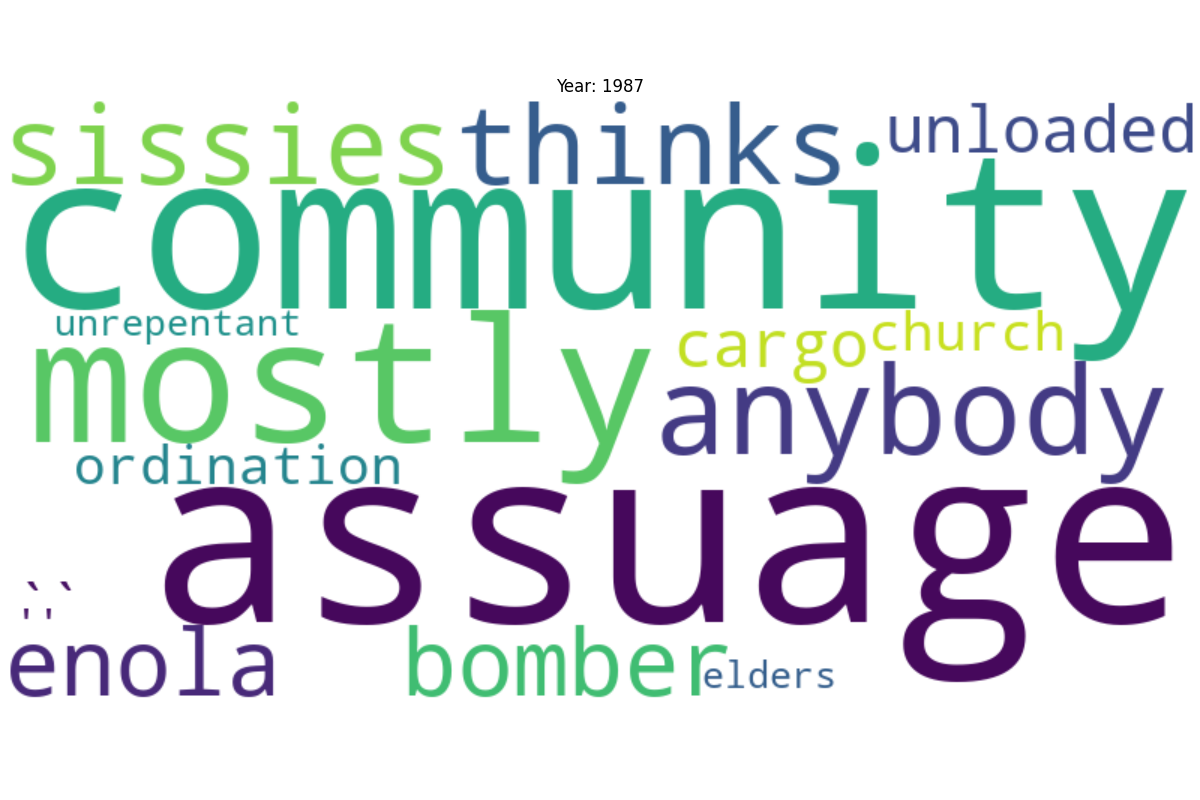 Year: 1987
sissies thinks unloaded
community
unrepentant cargo church
mostly anybody
ordination
assuage
``
''
enola bomber elders